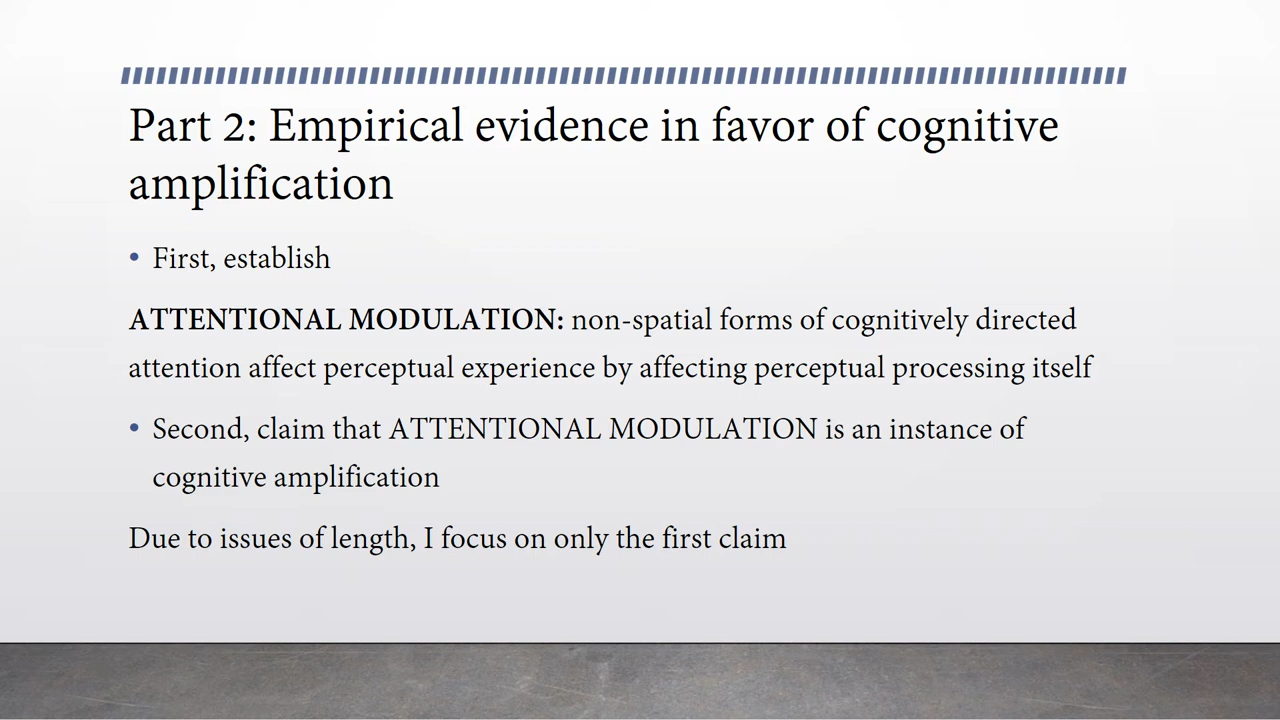 Part 2: Empirical evidence in favor of cognitive
amplification
• First, establish
ATTENTIONAL MODULATION: non-spatial forms of cognitively directed
attention affect perceptual experience by affecting perceptual processing itself
• Second, claim that ATTENTIONAL MODULATION is an instance of
cognitive amplification
Due to issues of length, I focus on only the first claim